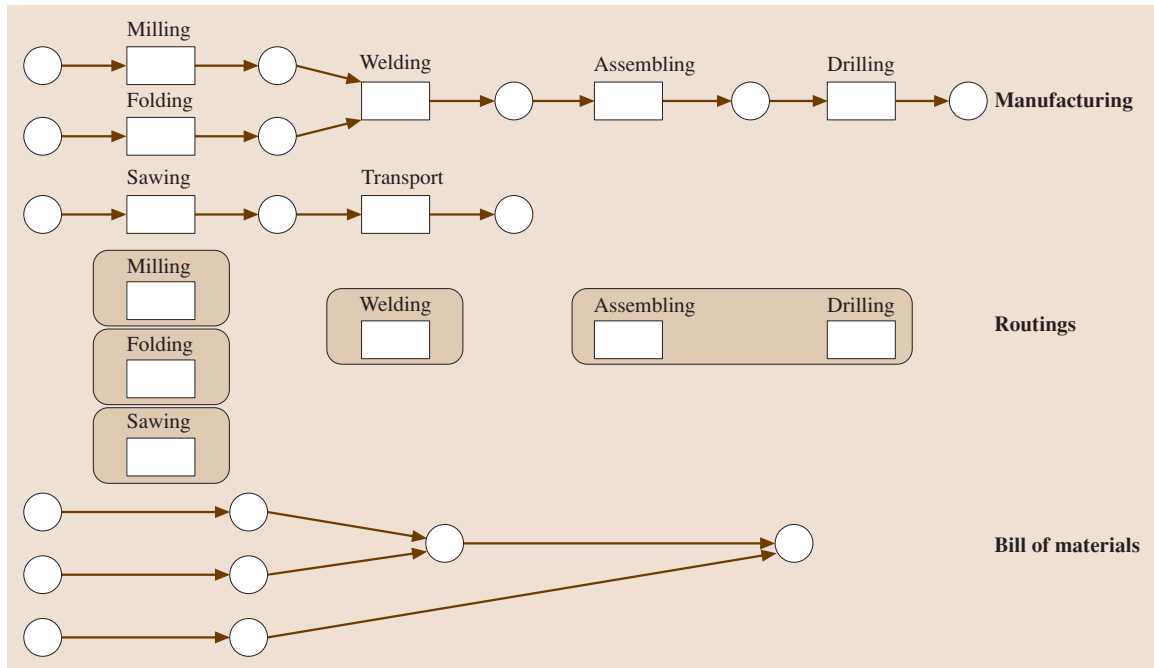 Milling
Welding
Assembling
Drilling
Folding
Manufacturing
Sawing
Transport
Milling
Welding
Assembling
Drilling
Routings
Folding
Sawing
Bill of materials